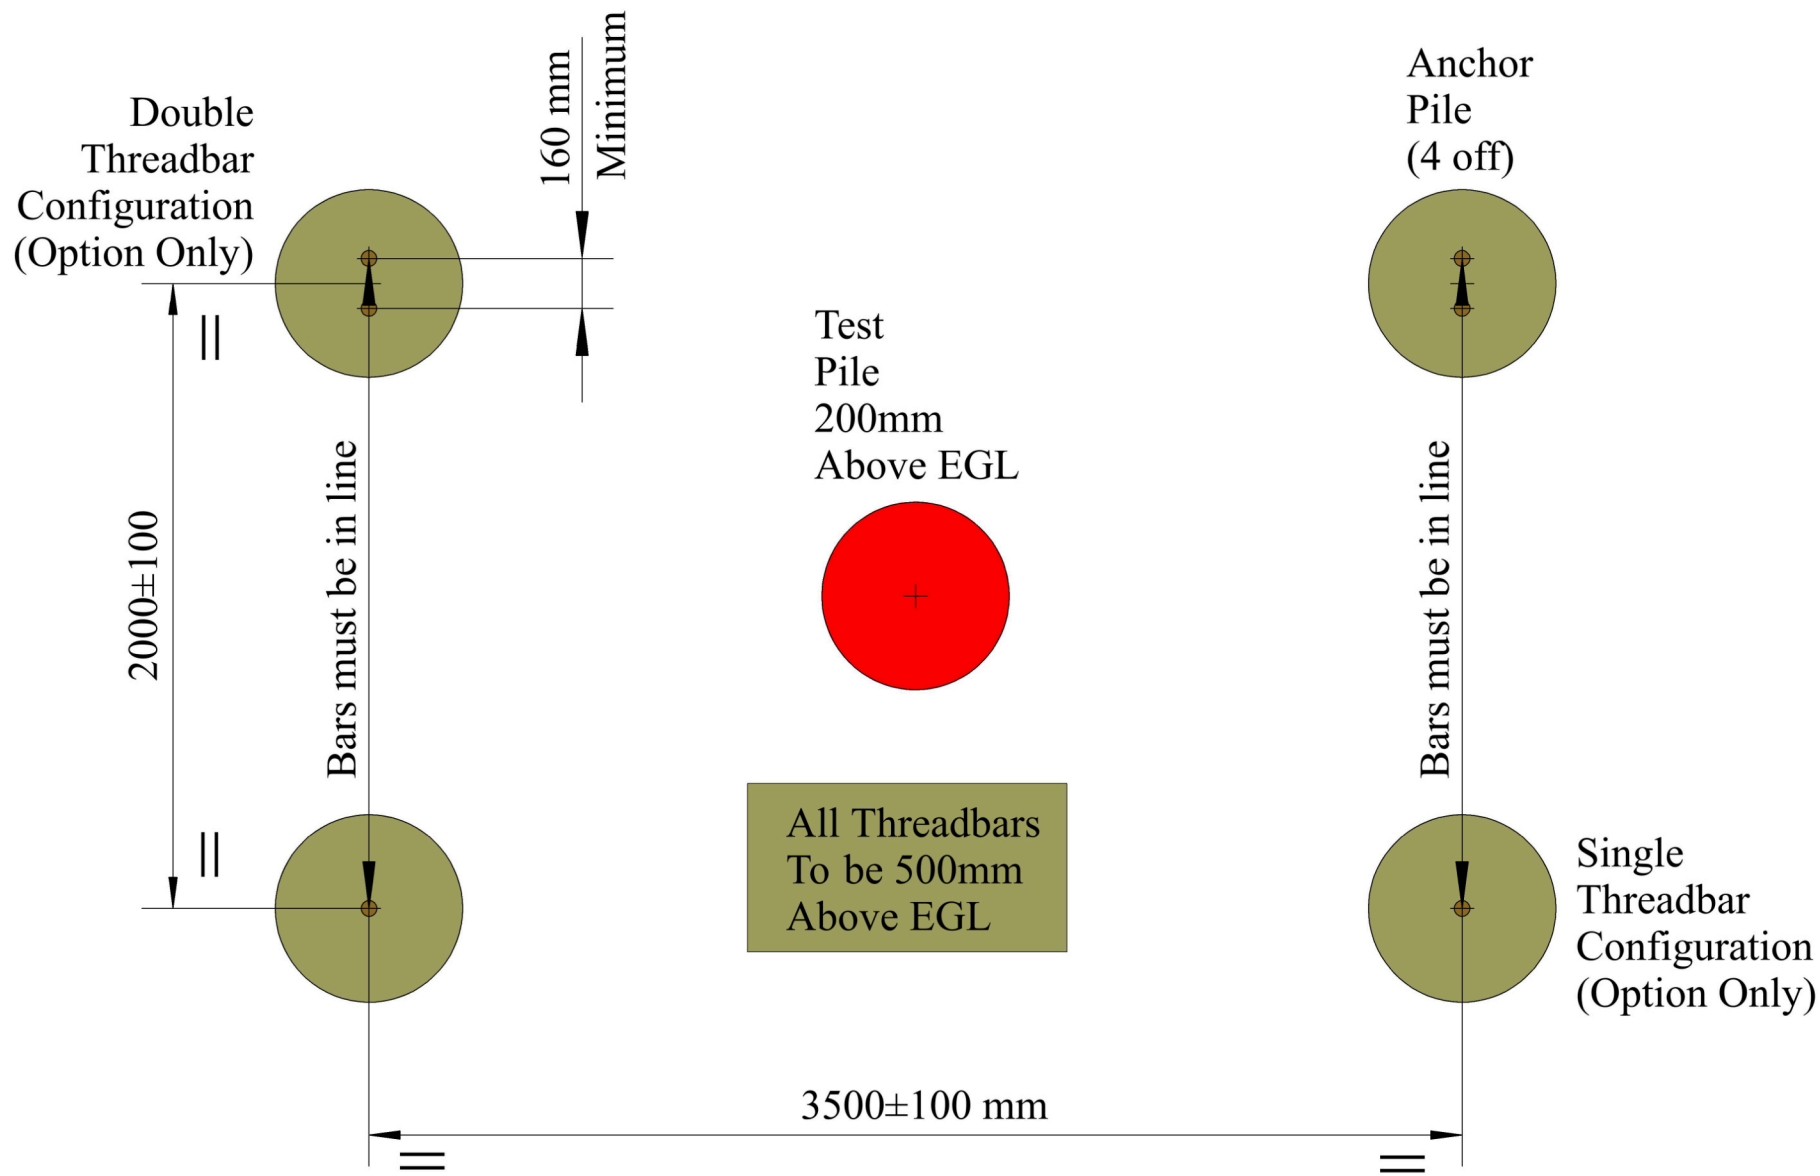 Double
Threadbar
Configuration
(Option Only)
160 mm
Minimum
Anchor
Pile
(4 off)
Test
Pile
200mm
Above EGL
2000±100
Bars must be in line
Bars must be in line
All Threadbars
To be 500mm
Above EGL
Single
Threadbar
Configuration
(Option Only)
3500±100 mm